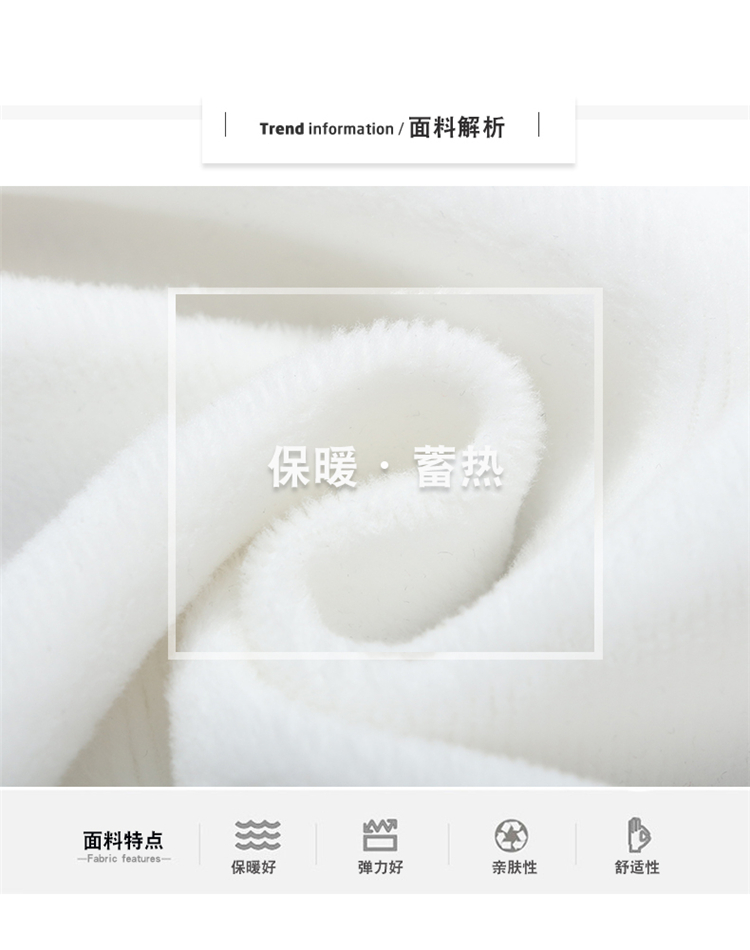 Trend information / 面料解析
保暖 · 蓄热
面料特点
—Fabric features—
保暖好
弹力好
亲肤性
舒适性